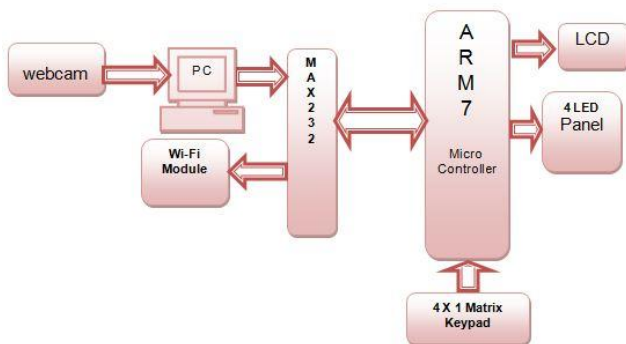 webcam
PC
M
A
X
2
3
2
Wi-Fi
Module
A
R
M
7
Micro
Controller
LCD
4 LED
Panel
4 X 1 Matrix
Keypad